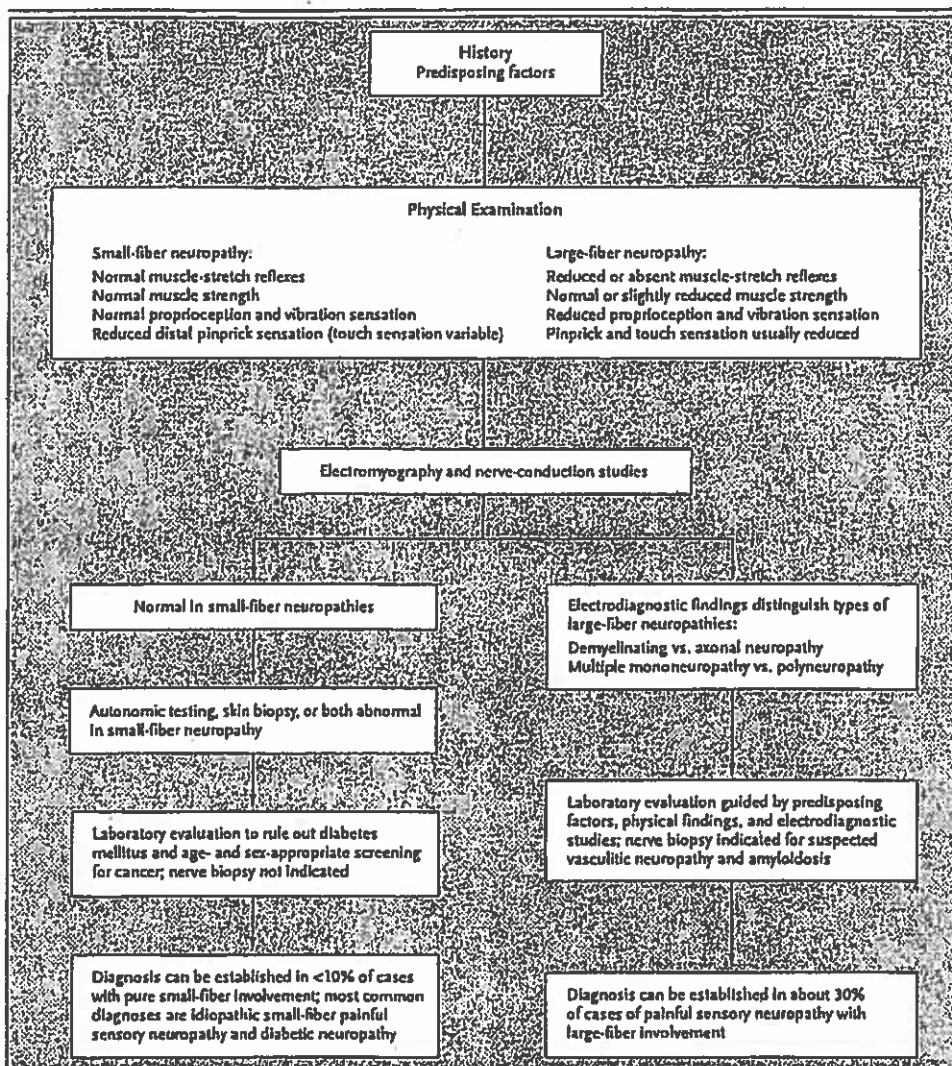 History
Predisposing factors
Physical Examination
Small-fiber neuropathy:
Normal muscle-stretch reflexes
Normal muscle strength
Normal proprioception and vibration sensation
Reduced distal pinprick sensation (touch sensation variable)
Large-fiber neuropathy:
Reduced or absent muscle-stretch reflexes
Normal or slightly reduced muscle strength
Reduced proprioception and vibration sensation
Pinprick and touch sensation usually reduced
Electromyography and nerve-conduction studies
Normal in small-fiber neuropathies
Autonomic testing, skin biopsy, or both abnormal
in small-fiber neuropathy
Laboratory evaluation to rule out diabetes
mellitus and age- and sex-appropriate screening
for cancer; nerve biopsy not indicated
Diagnosis can be established in <10% of cases
with pure small-fiber involvement; most common
diagnoses are idiopathic small-fiber painful
sensory neuropathy and diabetic neuropathy
Electrodiagnostic findings distinguish types of
large-fiber neuropathies:
Demyelinating vs. axonal neuropathy
Multiple mononeuropathy vs. polyneuropathy
Laboratory evaluation guided by predisposing
factors, physical findings, and electrodiagnostic
studies; nerve biopsy indicated for suspected
vasculitic neuropathy and amyloidosis
Diagnosis can be established in about 30%
of cases of painful sensory neuropathy with
large-fiber involvement